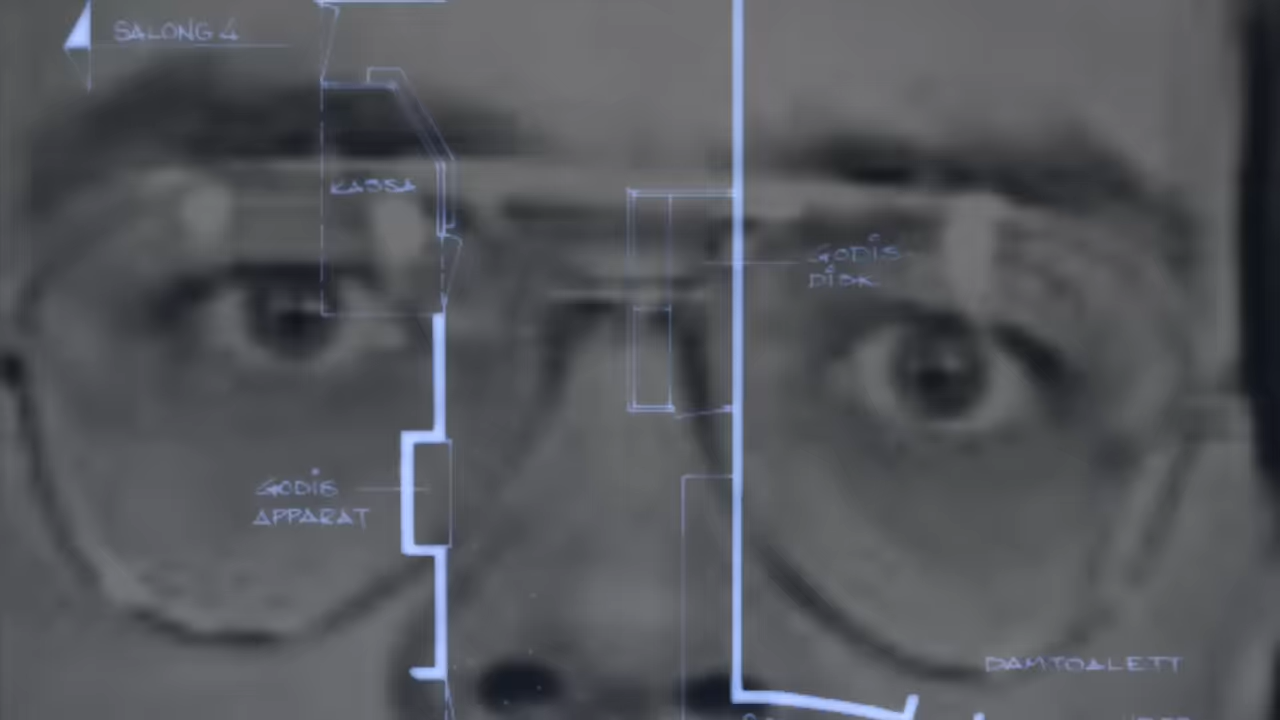 SALONG 4
KASSA
GODIS
DISK
GODIS
APPARAT
DAMTOALETT